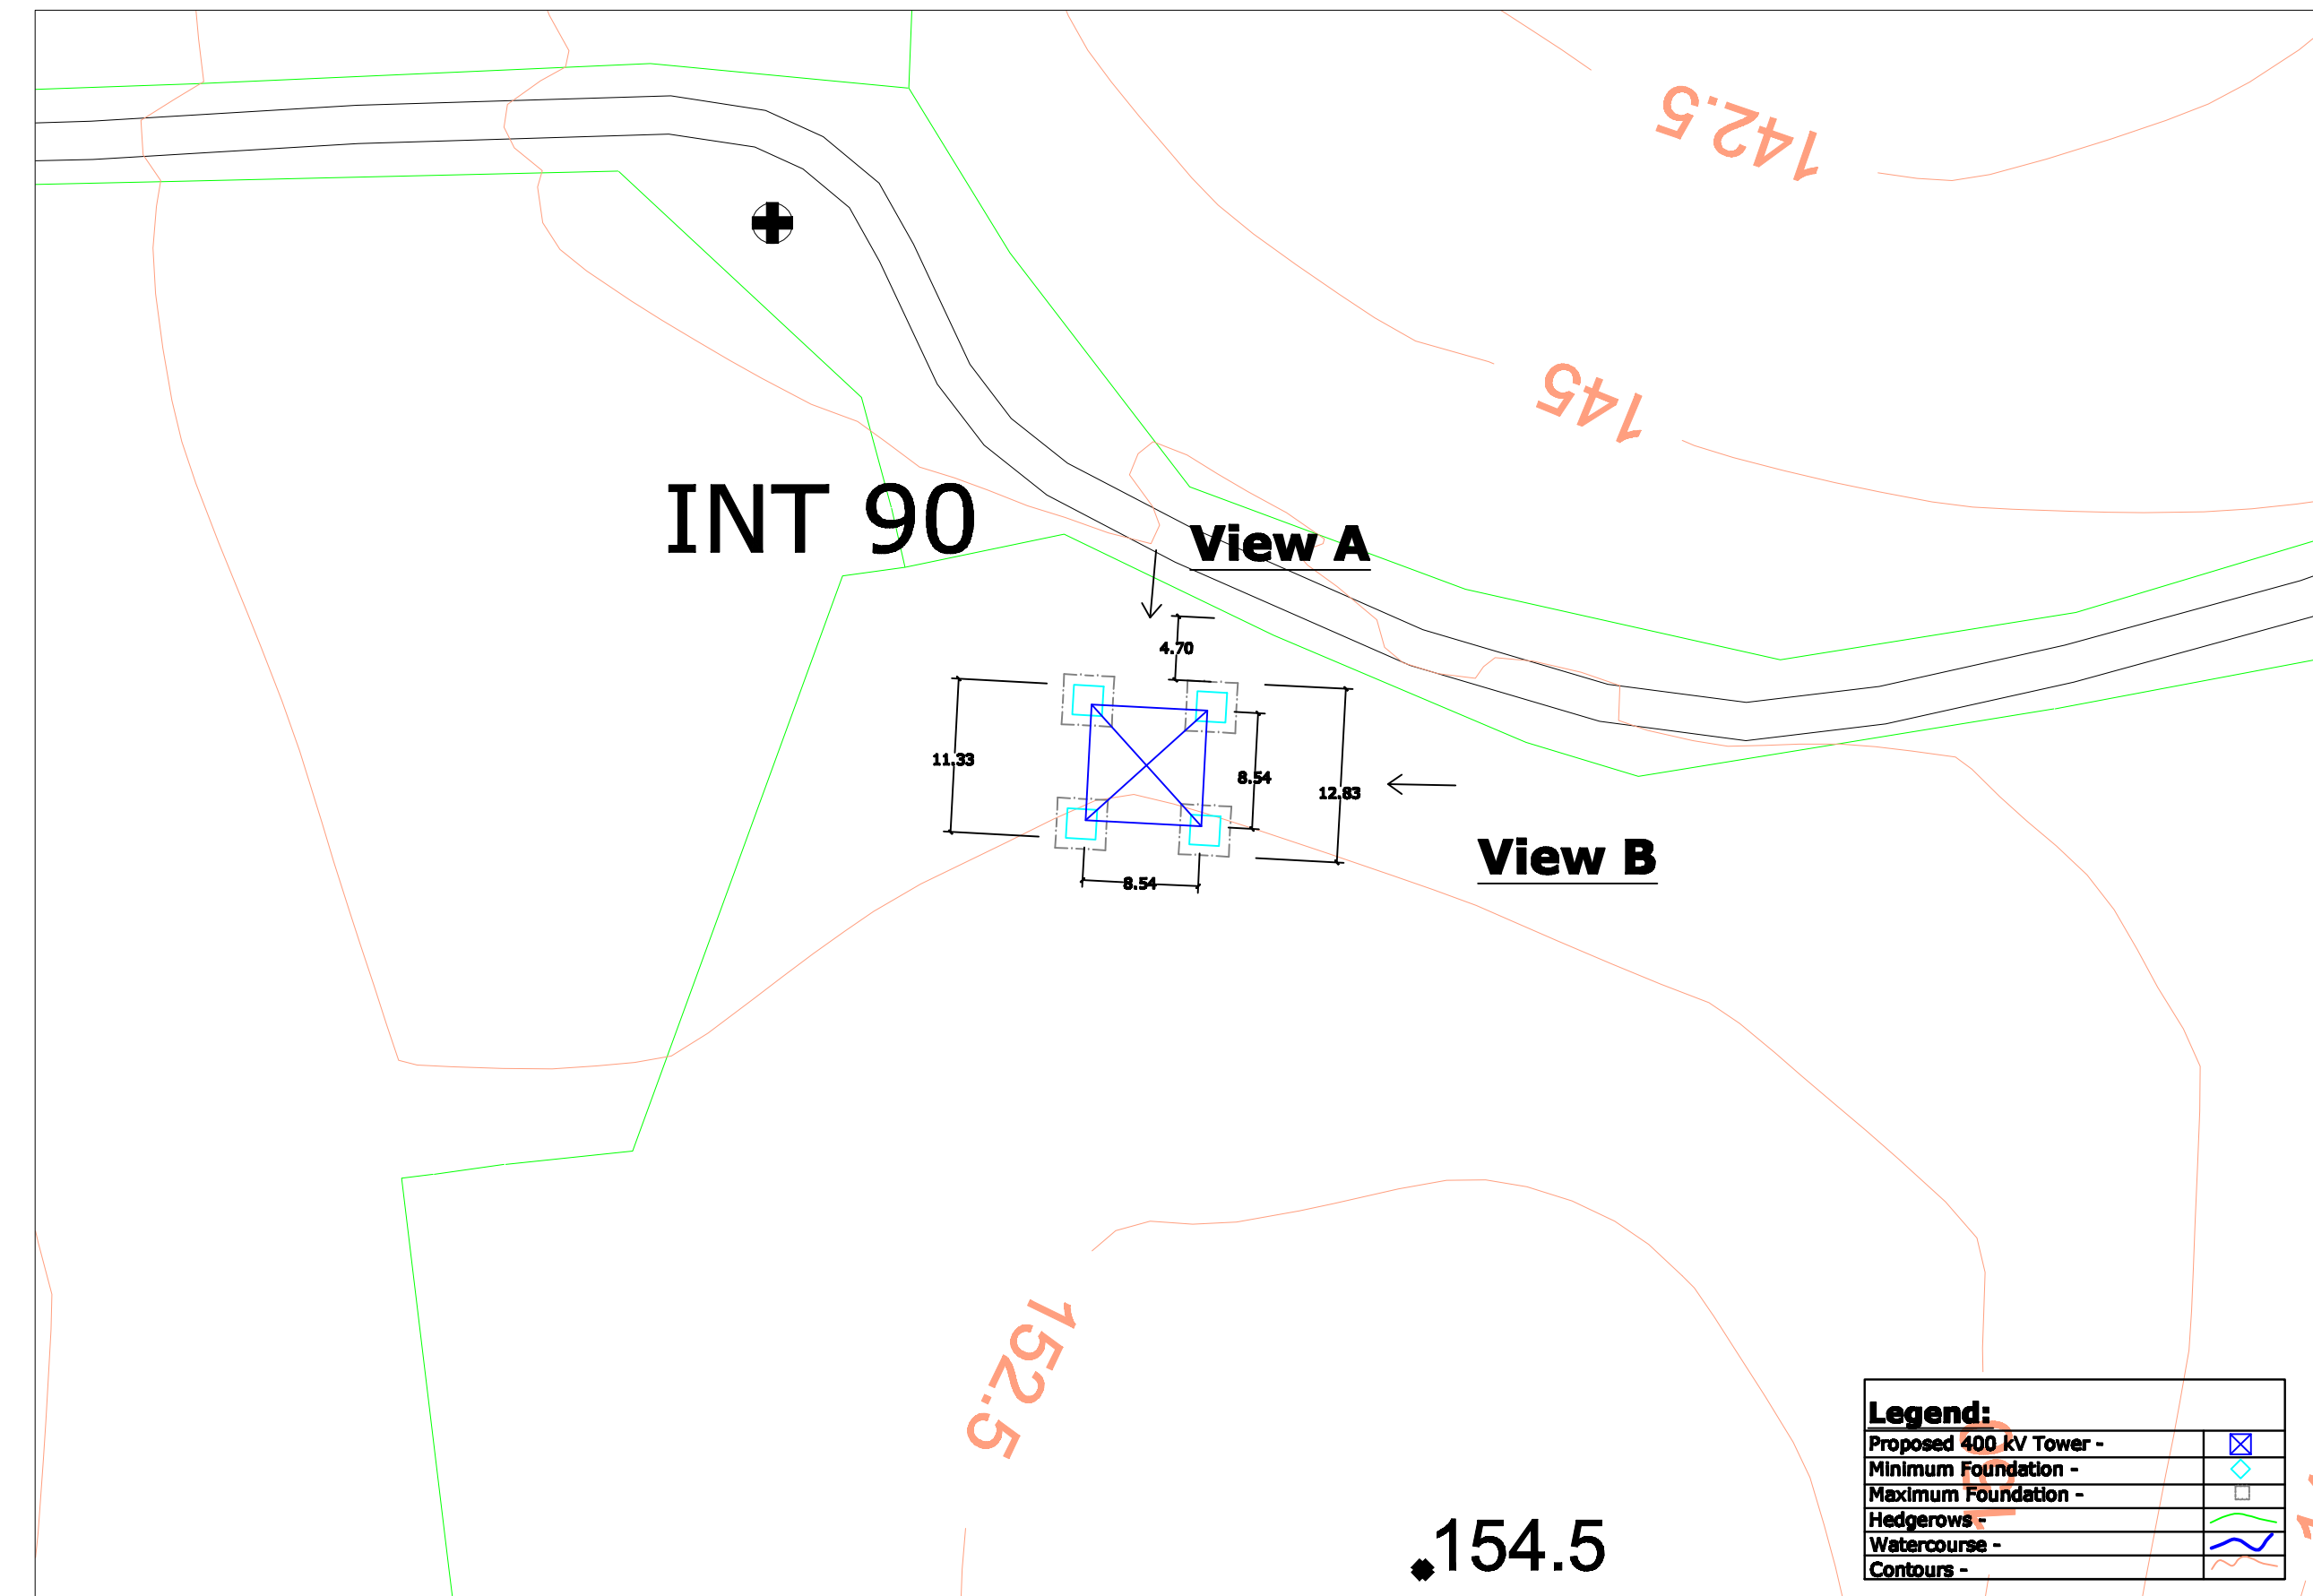 142.5
145
INT 90
View A
4.70
11.33
8.54
12.83
View B
8.54
152.5
Legend:
Proposed 400 kV Tower -
Minimum Foundation -
Maximum Foundation -
Hedgerows -
Watercourse -
Contours -
154.5